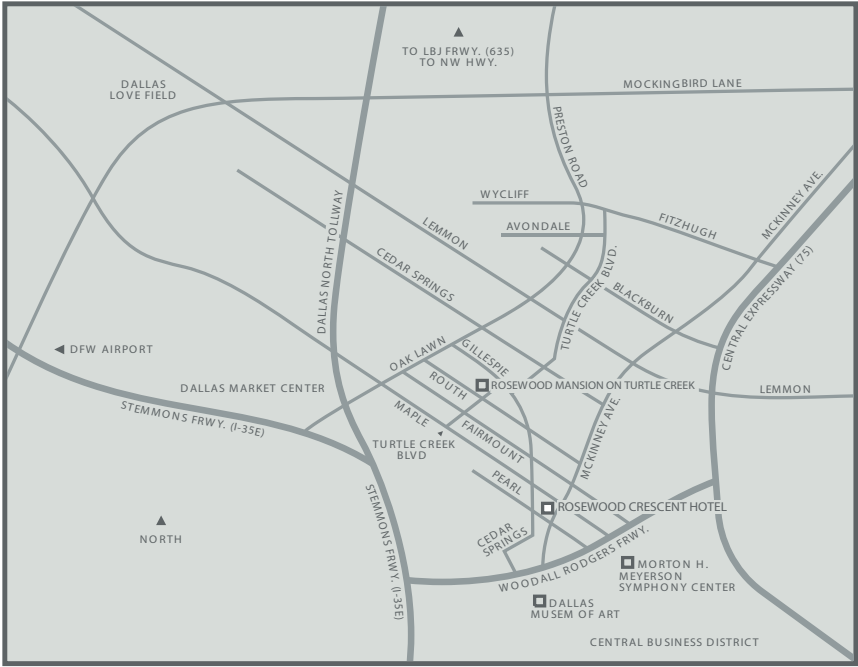 TO LBJ FRWY. (635)
TO NW HWY.
DALLAS
LOVE FIELD
MOCKINGBIRD LANE
PRESTON ROAD
WYCLIFF
AVONDALE
FITZHUGH
MCKINNEY AVE.
DALLAS NORTH TOLLWAY
LEMMON
CEDAR SPRINGS
TURTLE CREEK BLVD.
BLACKBURN
CENTRAL EXPRESSWAY (75)
DFW AIRPORT
OAK LAWN
GILLESPIE
DALLAS MARKET CENTER
ROUTH
ROSEWOOD MANSION ON TURTLE CREEK
LEMMON
STEMMONS FRWY. (I-35E)
MAPLE
FAIRMOUNT
MCKINNEY AVE.
TURTLE CREEK
BLVD
PEARL
STEMMONS FRWY. (I-35E)
ROSEWOOD CRESCENT HOTEL
NORTH
CEDAR
SPRINGS
WOODALL RODGERS FRWY.
MORTON H.
MEYERSON
SYMPHONY CENTER
DALLAS
MUSEM OF ART
CENTRAL BUSINESS DISTRICT